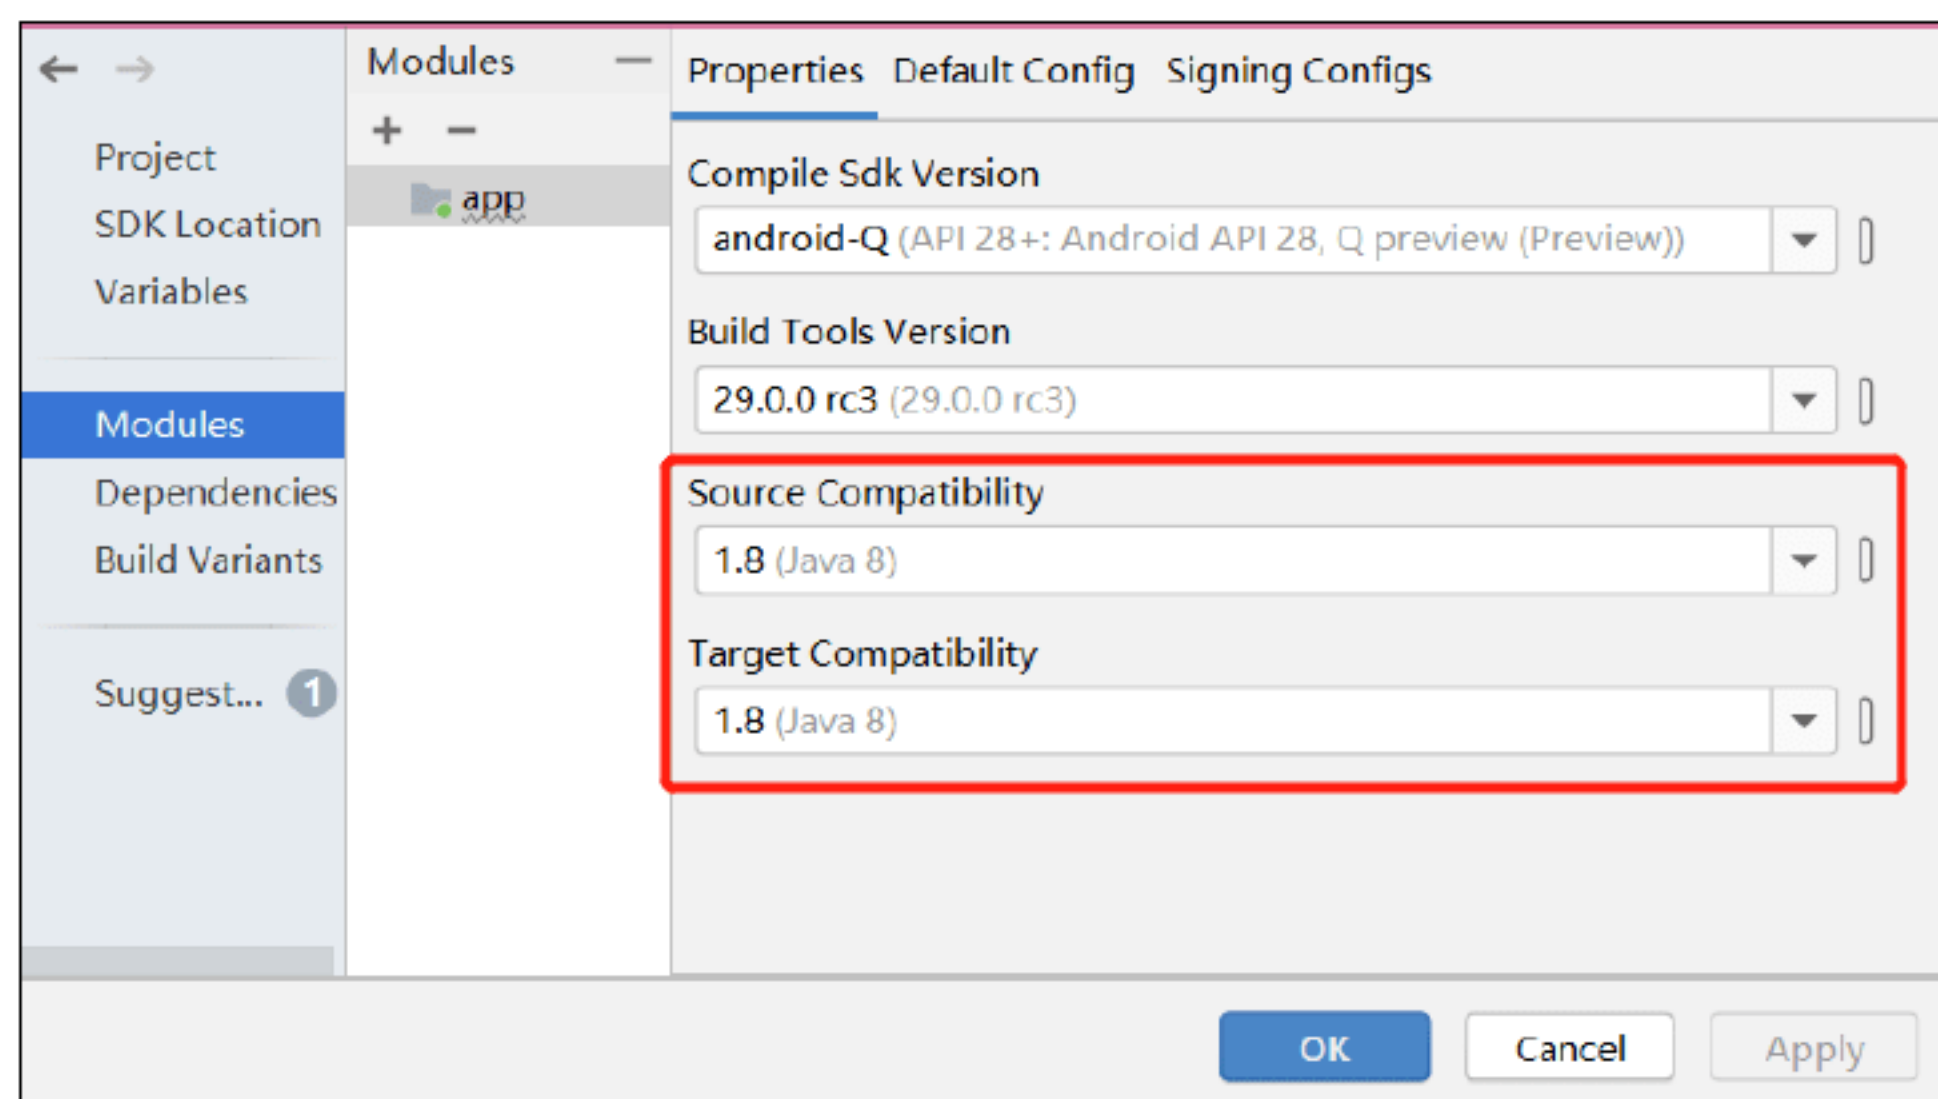 Project
SDK Location
Variables
Modules
Dependencies
Build Variants
Suggest... 1
Modules
app
Properties Default Config Signing Configs
Compile Sdk Version
android-Q (API 28+: Android API 28, Q preview (Preview))
Build Tools Version
29.0.0 rc3 (29.0.0 rc3)
Source Compatibility
1.8 (Java 8)
Target Compatibility
1.8 (Java 8)
OK Cancel Apply